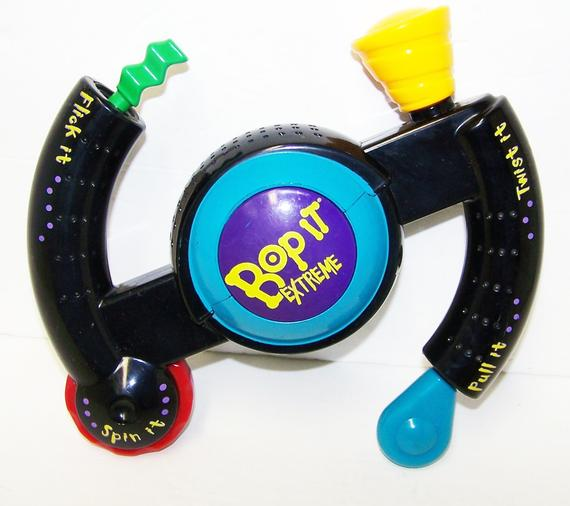 Flick it
Twist it
BOP IT®
EXTREME
Pull it
Spin it